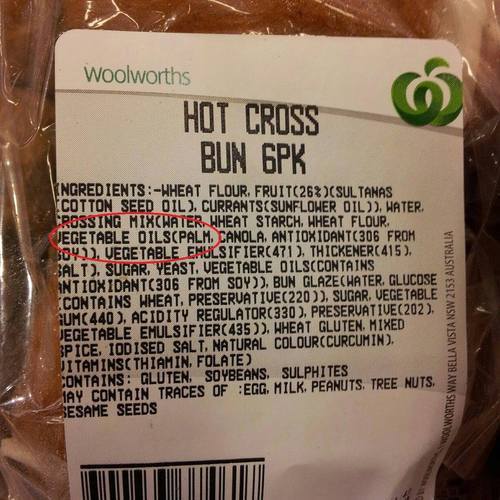 Woolworths
HOT CROSS
BUN 6PK
INGREDIENTS:-WHEAT FLOUR, FRUIT(26%)(SULTANAS
(COTTON SEED OIL), CURRANTS(SUNFLOWER OIL)), WATER,
CROSSING MIX(WATER, WHEAT STARCH, WHEAT FLOUR,
VEGETABLE OILS(PALM, CANOLA, ANTIOXIDANT(306 FROM
SOY)), VEGETABLE EMULSIFIER(471), THICKENER(415),
SALT), SUGAR, YEAST, VEGETABLE OILS(CONTAINS
ANTIOXIDANT(306 FROM SOY)), BUN GLAZE(WATER, GLUCOSE
(CONTAINS WHEAT, PRESERVATIVE(220)), SUGAR, VEGETABLE
GUM(440), ACIDITY REGULATOR(330), PRESERVATIVE(202),
VEGETABLE EMULSIFIER(435)), WHEAT GLUTEN, MIXED
SPICE, IODISED SALT, NATURAL COLOUR(CURCUMIN),
VITAMINS(THIAMIN, FOLATE)
CONTAINS: GLUTEN, SOYBEANS, SULPHITES
MAY CONTAIN TRACES OF :EGG, MILK, PEANUTS, TREE NUTS,
SESAME SEEDS
WOOLWORTHS WAY BELLA VISTA NSW 2153 AUSTRALIA